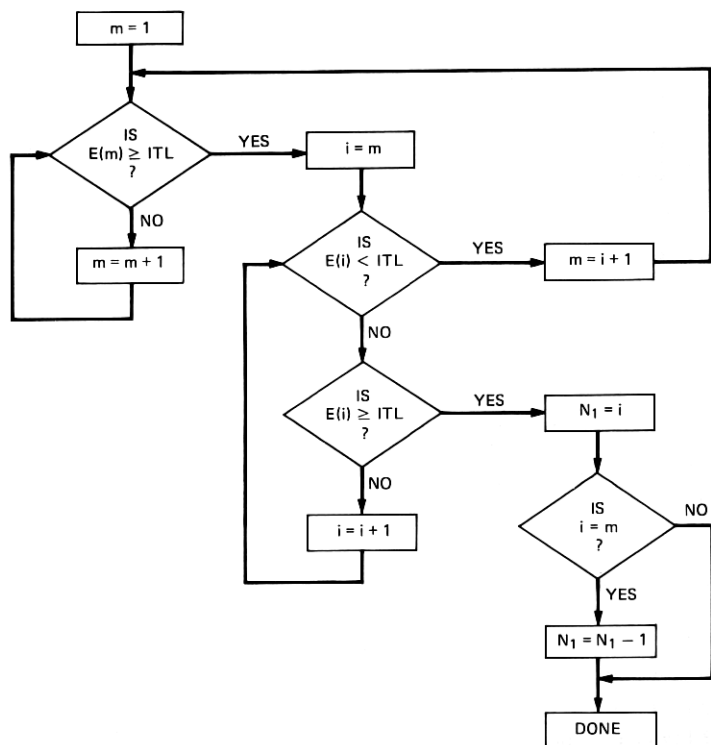 m = 1
IS
E(m) ≥ ITL
?
YES
NO
m = m + 1
i = m
IS
E(i) < ITL
?
YES
NO
m = i + 1
IS
E(i) ≥ ITL
?
YES
NO
i = i + 1
N₁ = i
IS
i = m
?
NO
YES
N₁ = N₁ − 1
DONE